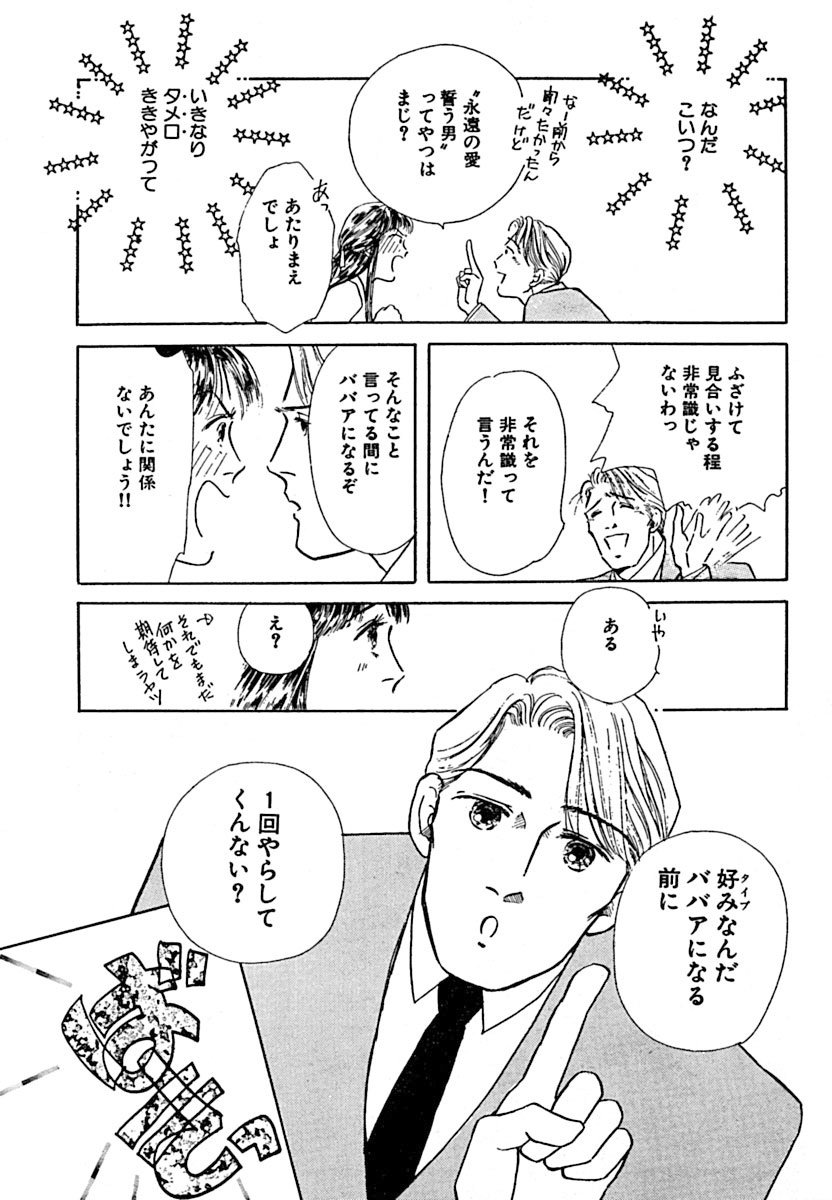 なんだ
こいつ?
なー前から
聞きたかったん
だけど
“永遠の愛
誓う男”
ってやつは
まじ?
あっ
あたりまえ
でしょ
いきなり
タメ口
ききやがって
ふざけて
見合いする程
非常識じゃ
ないわっ
それを
非常識って
言うんだ!
そんなこと
言ってる間に
ババアになるぞ
あんたに関係
ないでしょう!!
いや
ある
え?
それでもまだ
何かを
期待して
しまうヤツ
好みなんだ
タイプ
ババアになる
前に
1回やらして
くんない?